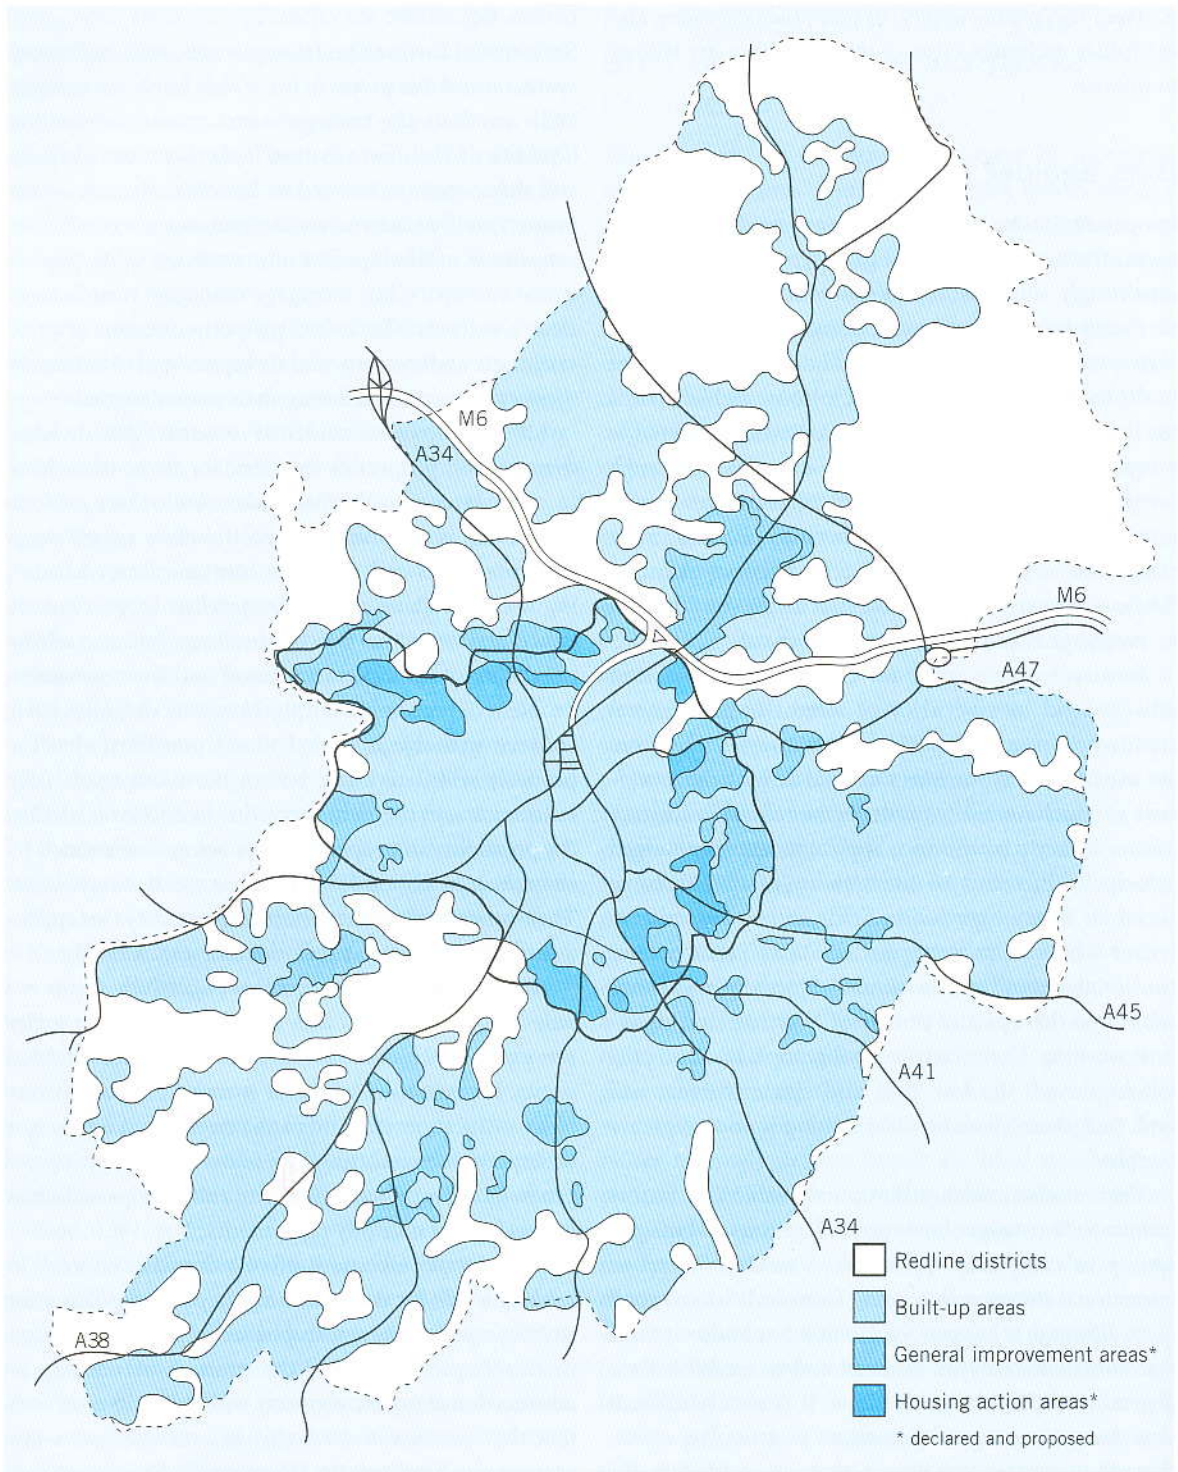 M6
A34
M6
A47
A45
A41
A34
A38
Redline districts
Built-up areas
General improvement areas*
Housing action areas*
* declared and proposed